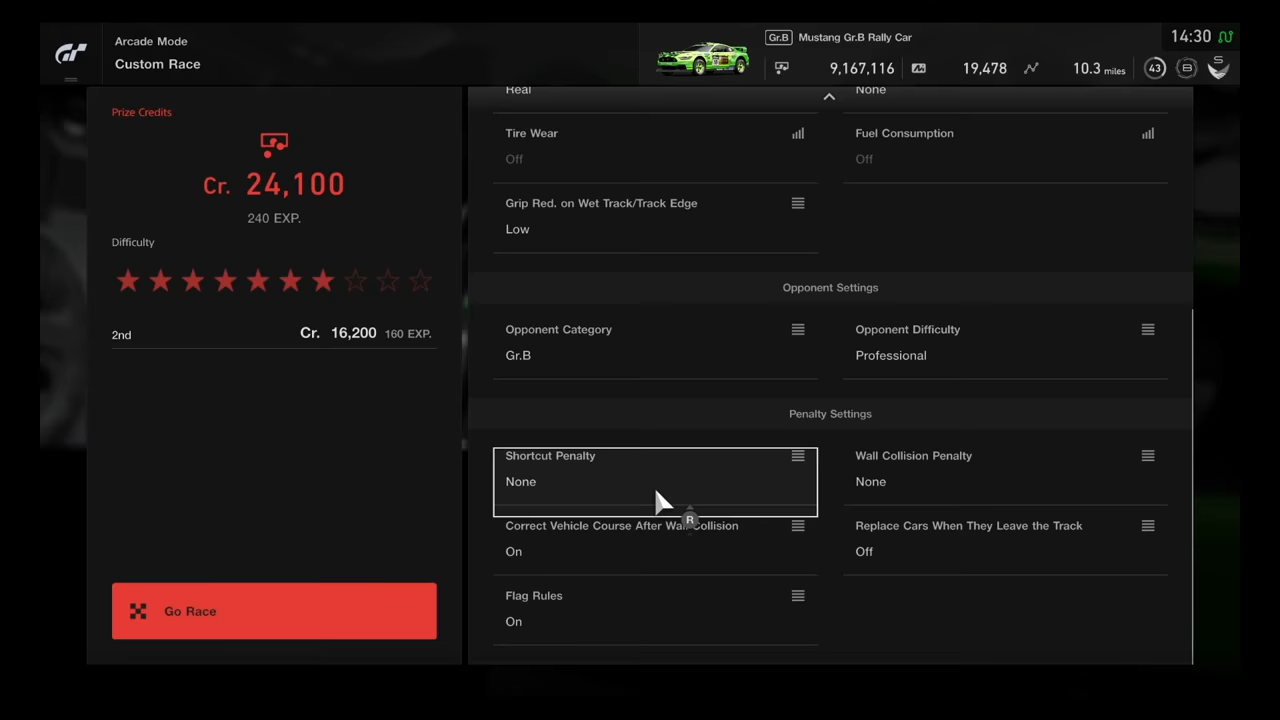 Arcade Mode
Custom Race
Gr.B Mustang Gr.B Rally Car
14:30
9,167,116 19,478 10.3 miles 43 B S
Prize Credits
Cr. 24,100
240 EXP.
Difficulty
2nd Cr. 16,200 160 EXP.
Go Race
Real None
Tire Wear Fuel Consumption
Off Off
Grip Red. on Wet Track/Track Edge
Low
Opponent Settings
Opponent Category Opponent Difficulty
Gr.B Professional
Penalty Settings
Shortcut Penalty Wall Collision Penalty
None None
R
Correct Vehicle Course After Wall Collision Replace Cars When They Leave the Track
On Off
Flag Rules
On